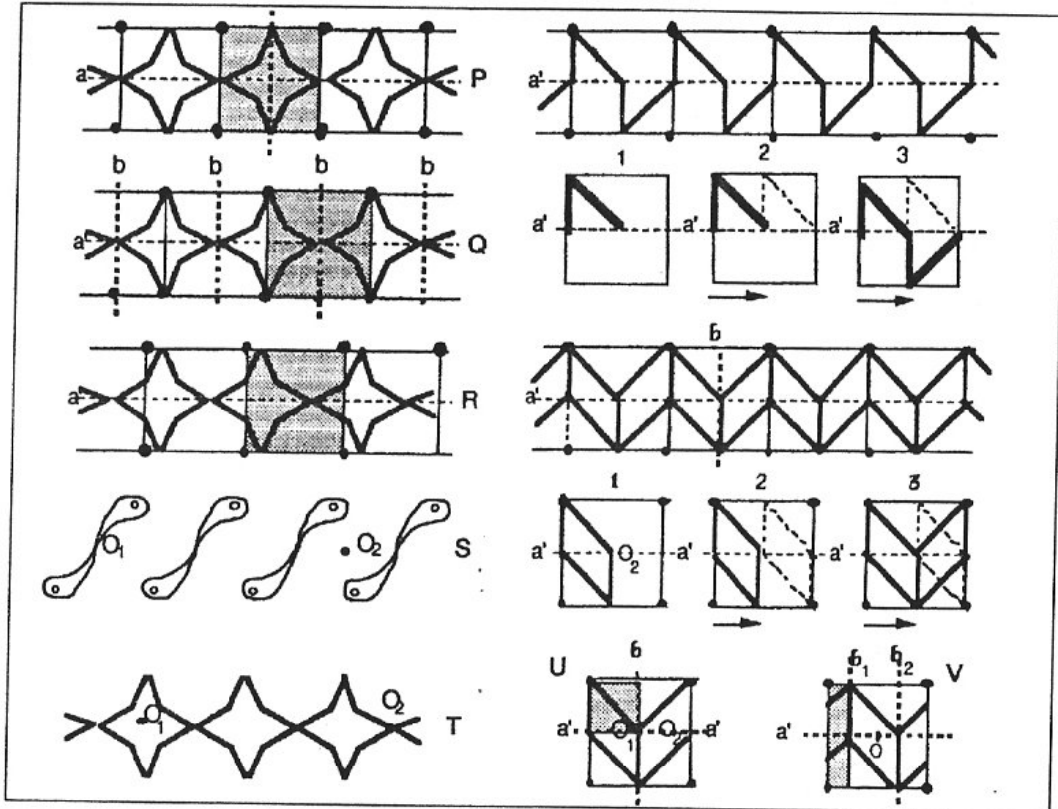 a P
a'
b b b b
1 2 3
a' Q
a' a' a'
a R
b
a'
1 2 3
O₁ O₂ S
a' O₂ a' a'
U b b₁ b₂ V
O₁ O₂ T
a' O₁ O₂ a' a' O